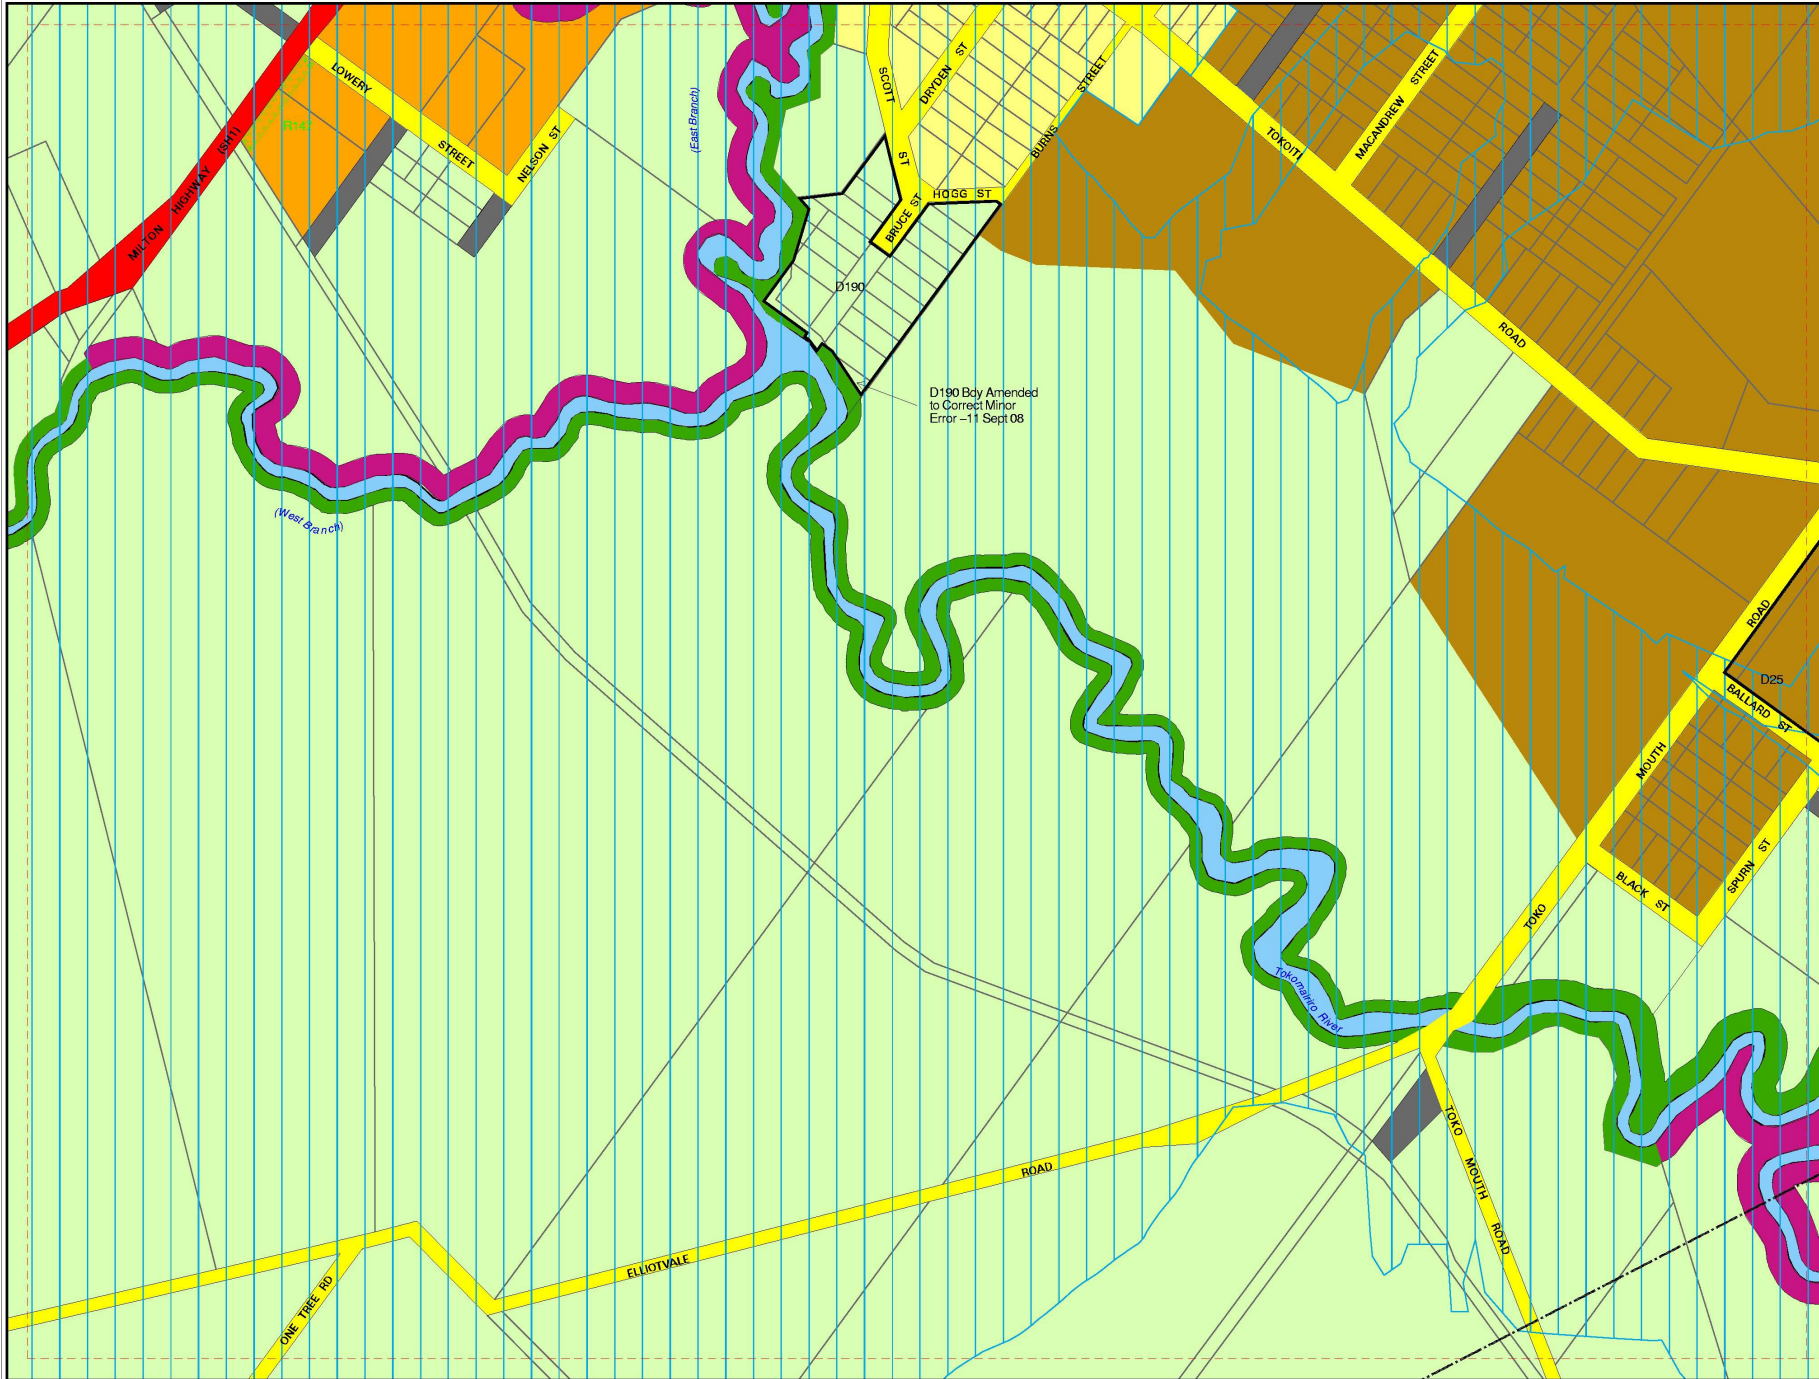 LOWERY
STREET
NELSON ST
R147
MILTON HIGHWAY (SH1)
(East Branch)
SCOTT
ST
DRYDEN ST
BURNS STREET
HOGG ST
BRUCE ST
D190
TOKOITI
ROAD
MACANDREW STREET
D190 Bdy Amended
to Correct Minor
Error -11 Sept 08
(West Branch)
ROAD
D25
BALLARD ST
MOUTH
TOKO
BLACK ST
SPURN ST
Tokomairiro River
TOKO MOUTH ROAD
ELLIOTVALE
ROAD
ONE TREE RD